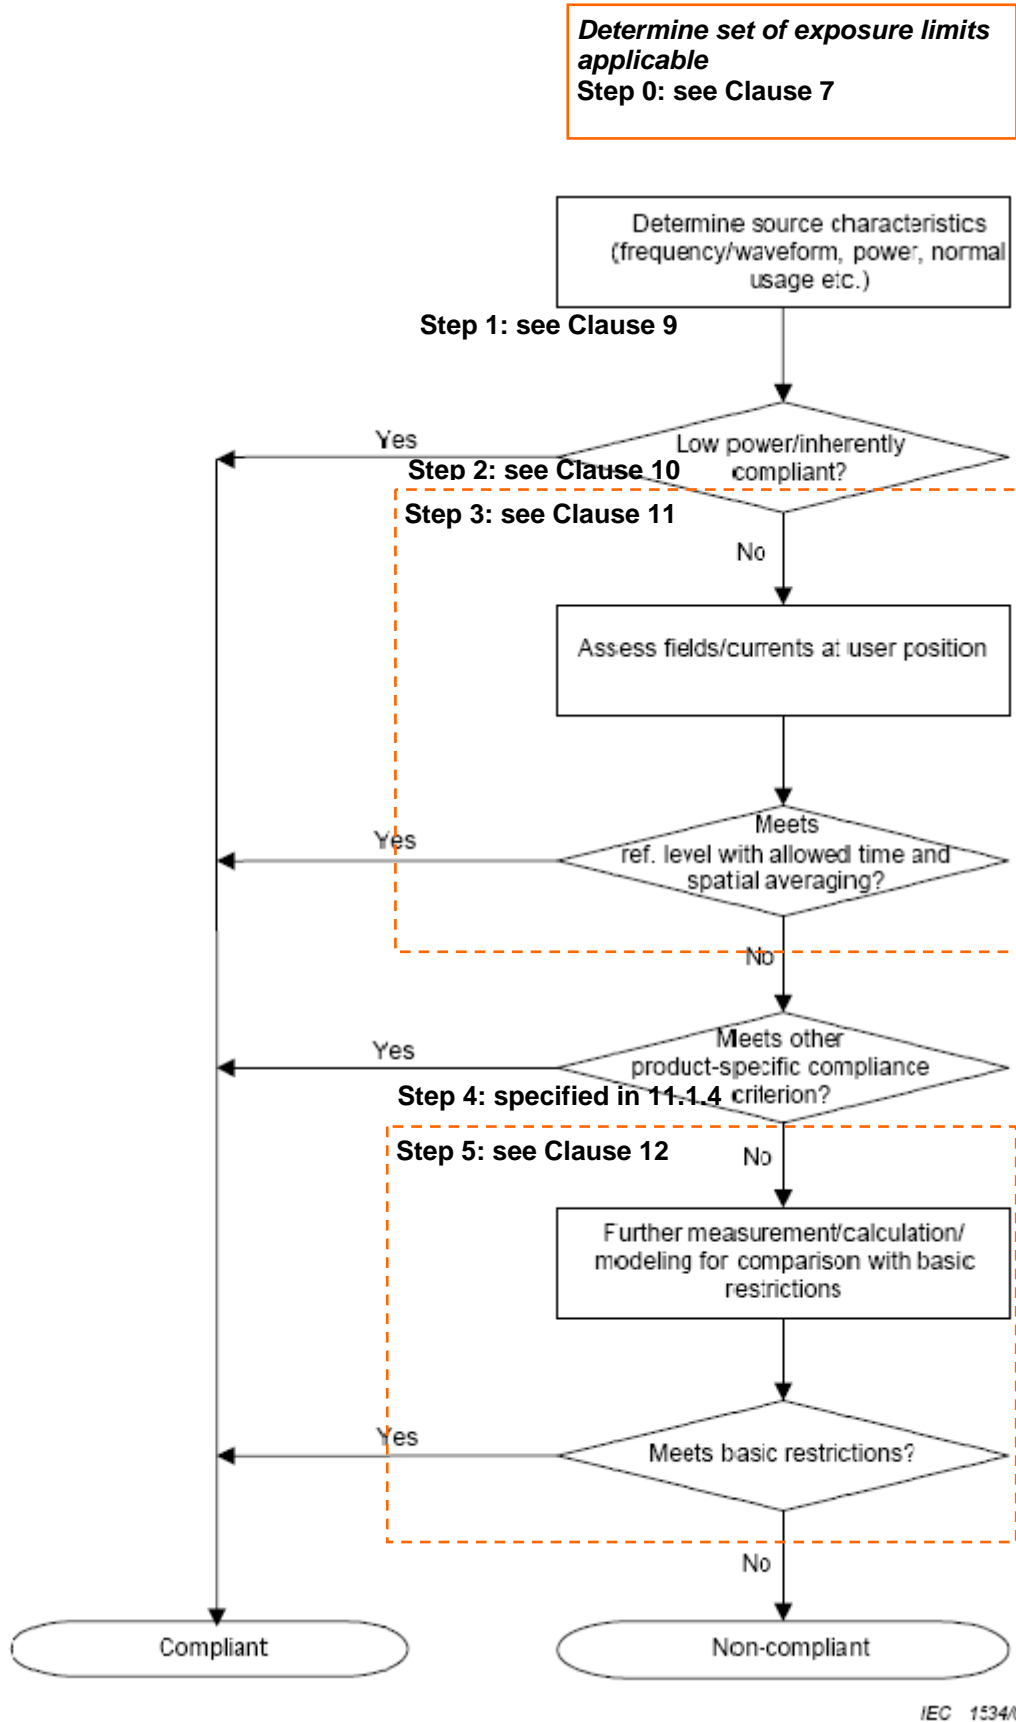 Determine set of exposure limits
applicable
Step 0: see Clause 7
Determine source characteristics
(frequency/waveform, power, normal
usage etc.)
Step 1: see Clause 9
Yes
Low power/inherently
compliant?
Step 2: see Clause 10
Step 3: see Clause 11
No
Assess fields/currents at user position
Yes
Meets
ref. level with allowed time and
spatial averaging?
No
Yes
Meets other
product-specific compliance
criterion?
Step 4: specified in 11.1.4
Step 5: see Clause 12
No
Further measurement/calculation/
modeling for comparison with basic
restrictions
Yes
Meets basic restrictions?
No
Compliant
Non-compliant
IEC 1534/